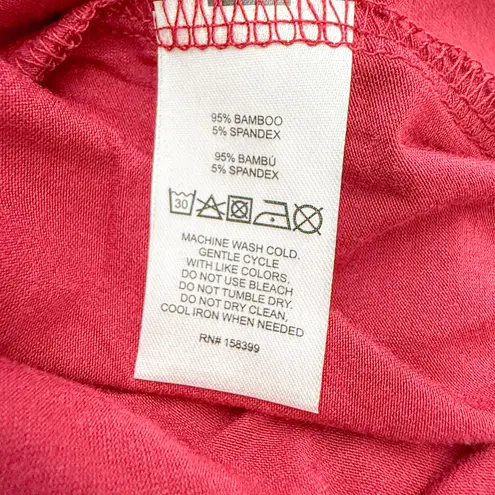 95% BAMBOO
5% SPANDEX
95% BAMBÚ
5% SPANDEX
30
MACHINE WASH COLD.
GENTLE CYCLE
WITH LIKE COLORS,
DO NOT USE BLEACH
DO NOT TUMBLE DRY.
DO NOT DRY CLEAN,
COOL IRON WHEN NEEDED
RN# 158399